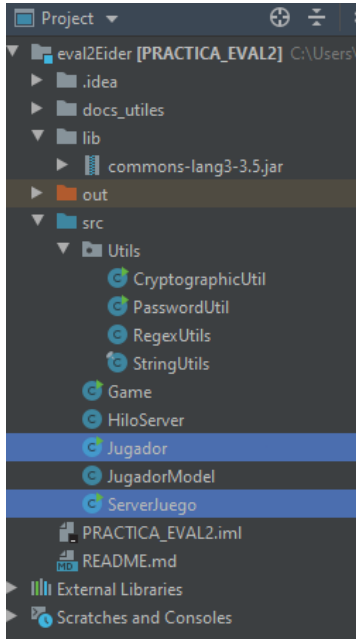 Project
eval2Eider [PRACTICA_EVAL2] C:\Users\
.idea
docs_utiles
lib
commons-lang3-3.5.jar
out
src
Utils
CryptographicUtil
PasswordUtil
RegexUtils
StringUtils
Game
HiloServer
Jugador
JugadorModel
ServerJuego
PRACTICA_EVAL2.iml
README.md
External Libraries
Scratches and Consoles